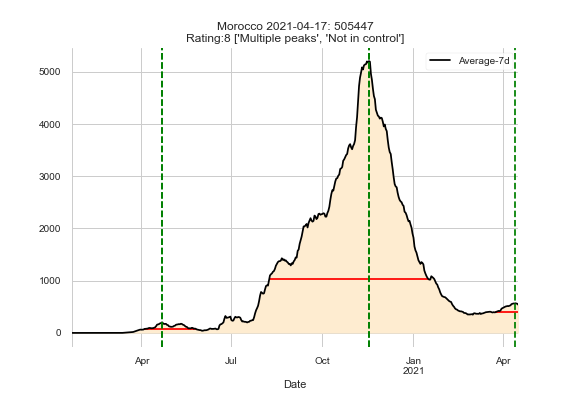 Morocco 2021-04-17: 505447
Rating:8 ['Multiple peaks', 'Not in control']
Average-7d
5000
4000
3000
2000
1000
0
Apr
Jul
Oct
Jan
2021
Apr
Date